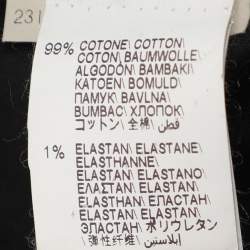 231
99% COTONE\ COTTON\
COTON\ BAUMWOLLE\
ALGODÓN\ BAMBAKI\
KATOEN\ BOMULD\
ПАМУК\ BAVLNA\
BUMBAC\ ХЛОПОК\
コットン\ 全棉\ قطن\
1% ELASTAN\ ELASTANE\
ELASTHANNE\
ELASTAN\ ELASTANO\
ΕΛΑΣΤΑΝ\ ELASTAN\
ELASTHAN\ ELASTAN\
ЕЛАСТАН\ ELASTAN\
ЭЛАСТАН\ ポリウレタン
\ 弹性纤维\ إيلاستين\